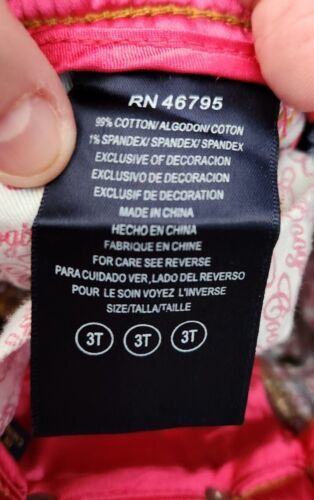 RN 46795
99% COTTON/ALGODON/COTON
1% SPANDEX/SPANDEX/SPANDEX
EXCLUSIVE OF DECORACION
EXCLUSIVO DE DECORACION
EXCLUSIF DE DECORATION
MADE IN CHINA
HECHO EN CHINA
FABRIQUE EN CHINE
FOR CARE SEE REVERSE
PARA CUIDADO VER, LADO DEL REVERSO
POUR LE SOIN VOYEZ L'INVERSE
SIZE/TALLA/TAILLE
3T 3T 3T